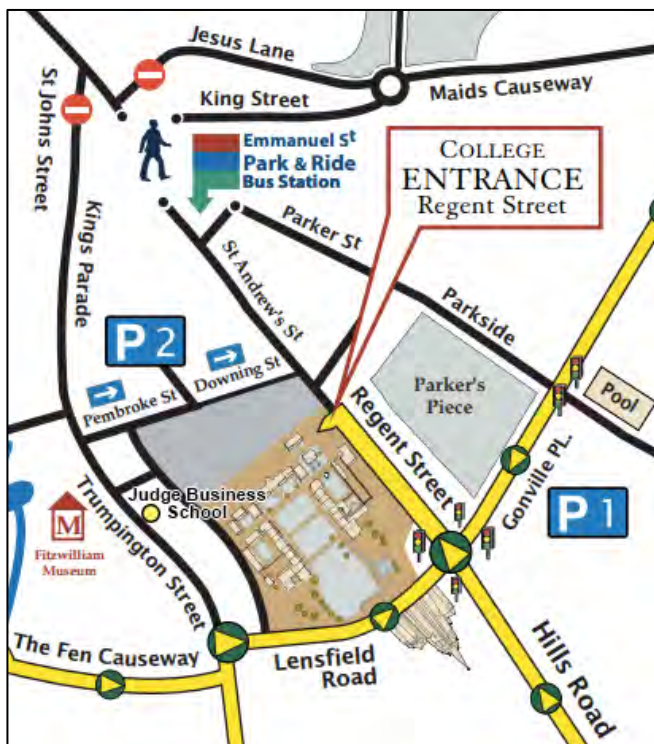 Jesus Lane
King Street
Maids Causeway
St Johns Street
Emmanuel St
Park & Ride
Bus Station
COLLEGE
ENTRANCE
Regent Street
Kings Parade
Parker St
St Andrew's St
Parkside
P 2
Downing St
Pembroke St
Parker's
Piece
Pool
Regent Street
Gonville PL.
P 1
Judge Business
School
M
Fitzwilliam
Museum
Trumpington Street
The Fen Causeway
Lensfield
Road
Hills Road